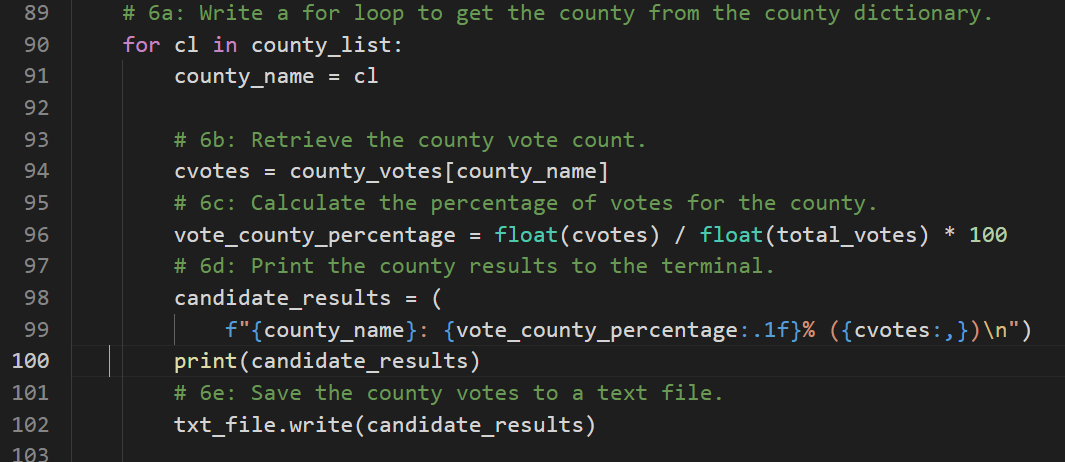 89 # 6a: Write a for loop to get the county from the county dictionary.
90 for cl in county_list:
91 county_name = cl
92
93 # 6b: Retrieve the county vote count.
94 cvotes = county_votes[county_name]
95 # 6c: Calculate the percentage of votes for the county.
96 vote_county_percentage = float(cvotes) / float(total_votes) * 100
97 # 6d: Print the county results to the terminal.
98 candidate_results = (
99 f"{county_name}: {vote_county_percentage:.1f}% ({cvotes:,})\n")
100 print(candidate_results)
101 # 6e: Save the county votes to a text file.
102 txt_file.write(candidate_results)
103